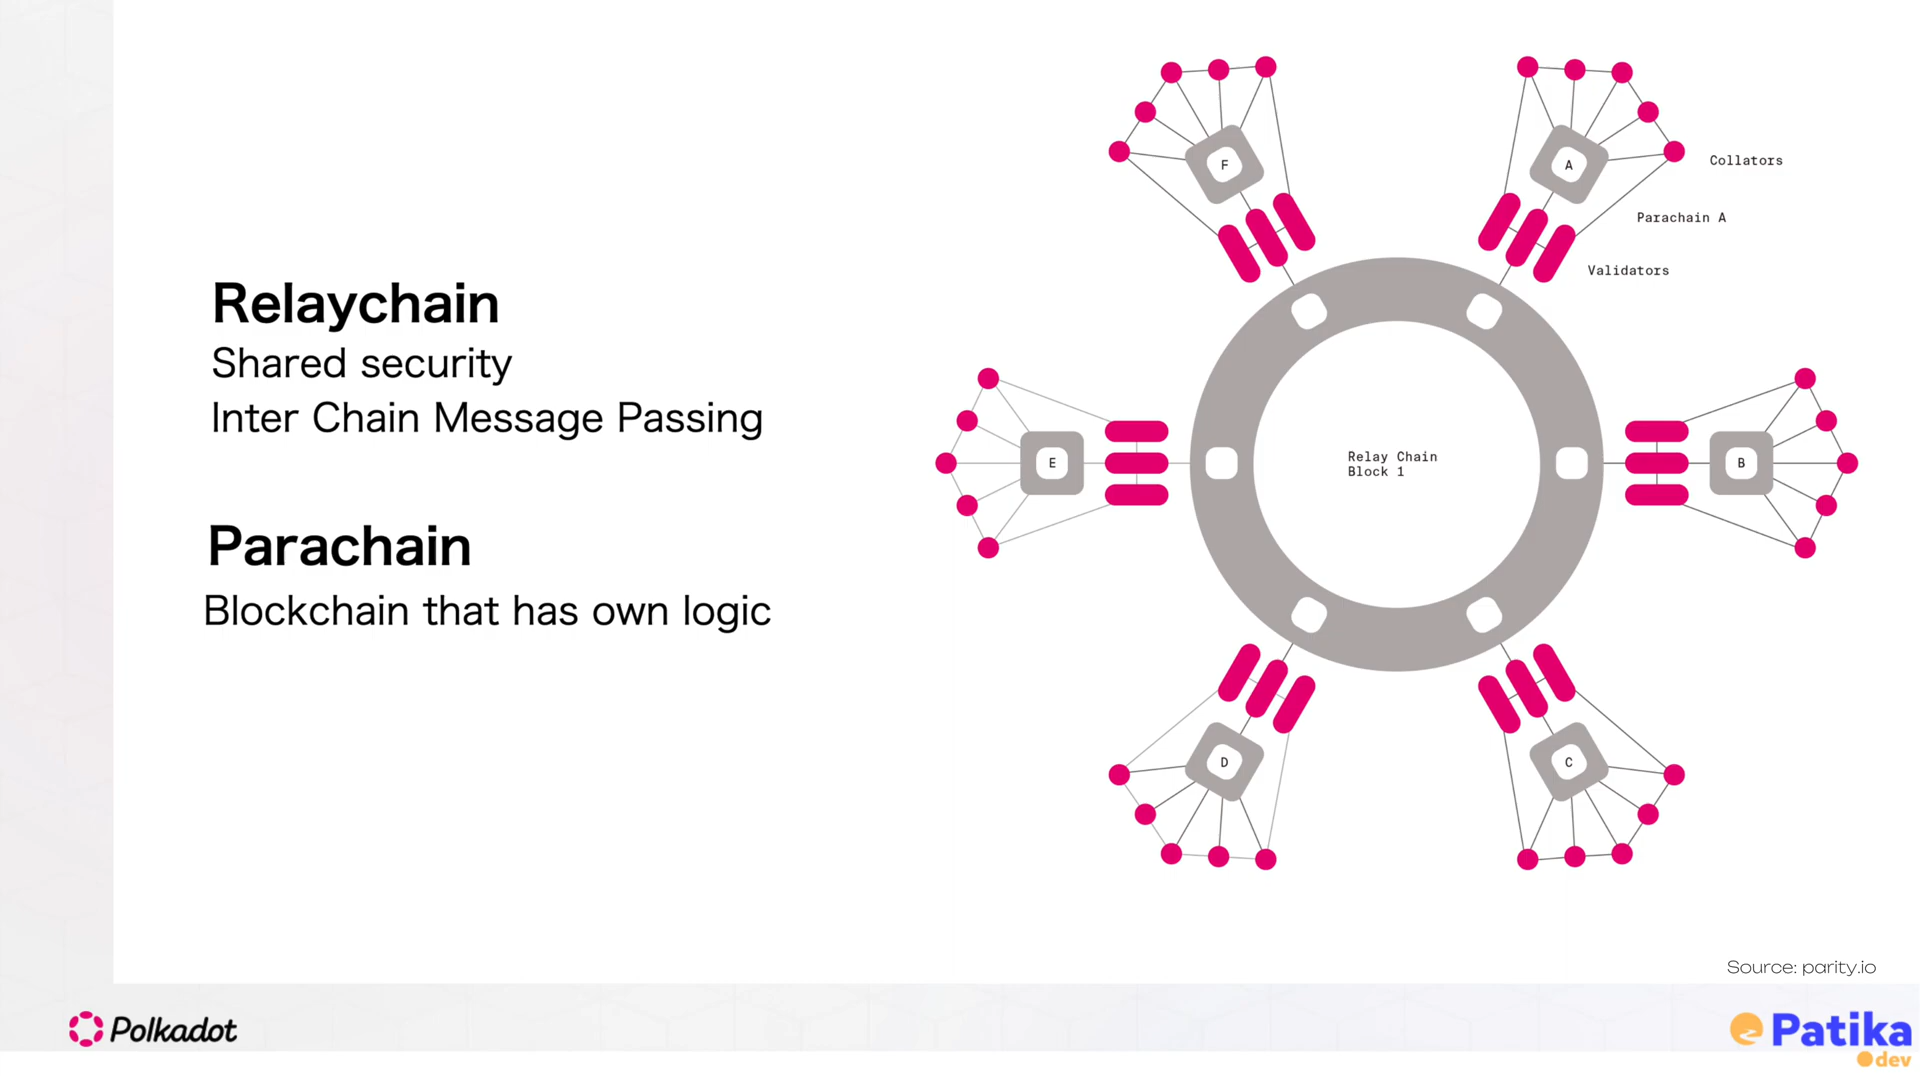 Relaychain
Shared security
Inter Chain Message Passing
Parachain
Blockchain that has own logic
F
A
Collators
Parachain A
Validators
E
Relay Chain
Block 1
B
D
C
Source: parity.io
Polkadot
Patika
dev